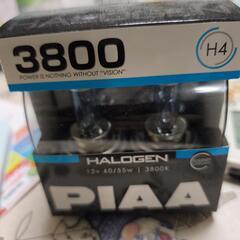 3800
POWER IS NOTHING WITHOUT "VISION"
H4
HALOGEN
12v 60/55w | 3800K
PIAA